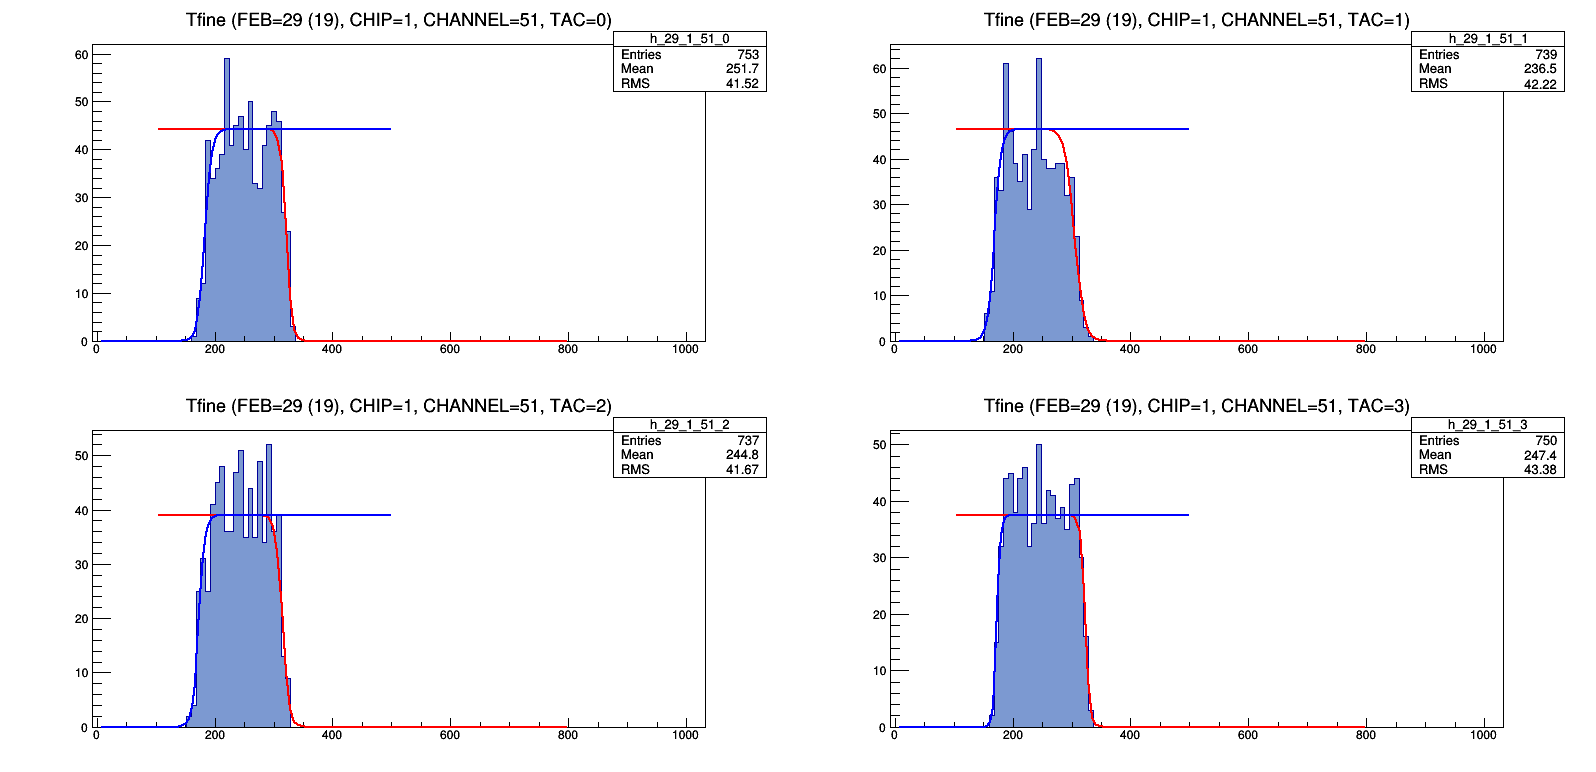 Tfine (FEB=29 (19), CHIP=1, CHANNEL=51, TAC=0)
h_29_1_51_0
Entries 753
Mean 251.7
RMS 41.52
60
50
40
30
20
10
0
0 200 400 600 800 1000
Tfine (FEB=29 (19), CHIP=1, CHANNEL=51, TAC=1)
h_29_1_51_1
Entries 739
Mean 236.5
RMS 42.22
60
50
40
30
20
10
0
0 200 400 600 800 1000
Tfine (FEB=29 (19), CHIP=1, CHANNEL=51, TAC=2)
h_29_1_51_2
Entries 737
Mean 244.8
RMS 41.67
50
40
30
20
10
0
0 200 400 600 800 1000
Tfine (FEB=29 (19), CHIP=1, CHANNEL=51, TAC=3)
h_29_1_51_3
Entries 750
Mean 247.4
RMS 43.38
50
40
30
20
10
0
0 200 400 600 800 1000